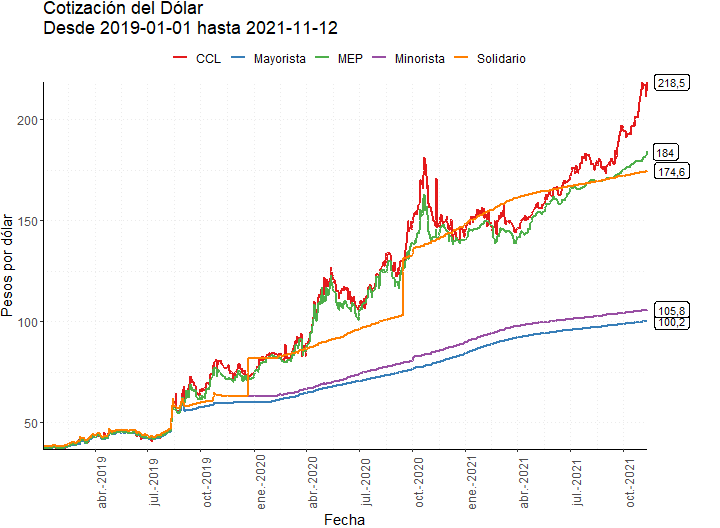 Cotización del Dólar
Desde 2019-01-01 hasta 2021-11-12
CCL Mayorista MEP Minorista Solidario
218,5
200
184
174,6
150
105,8
100,2
100
50
Pesos por dólar
abr.-2019 jul.-2019 oct.-2019 ene.-2020 abr.-2020 jul.-2020 oct.-2020 ene.-2021 abr.-2021 jul.-2021 oct.-2021
Fecha